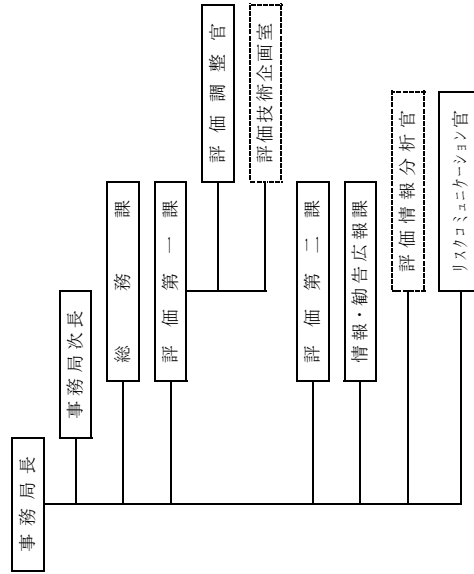 事務局長
事務局次長
総務課
評価第一課
評価調整官
評価技術企画室
評価第二課
情報・勧告広報課
評価情報分析官
リスクコミュニケーション官